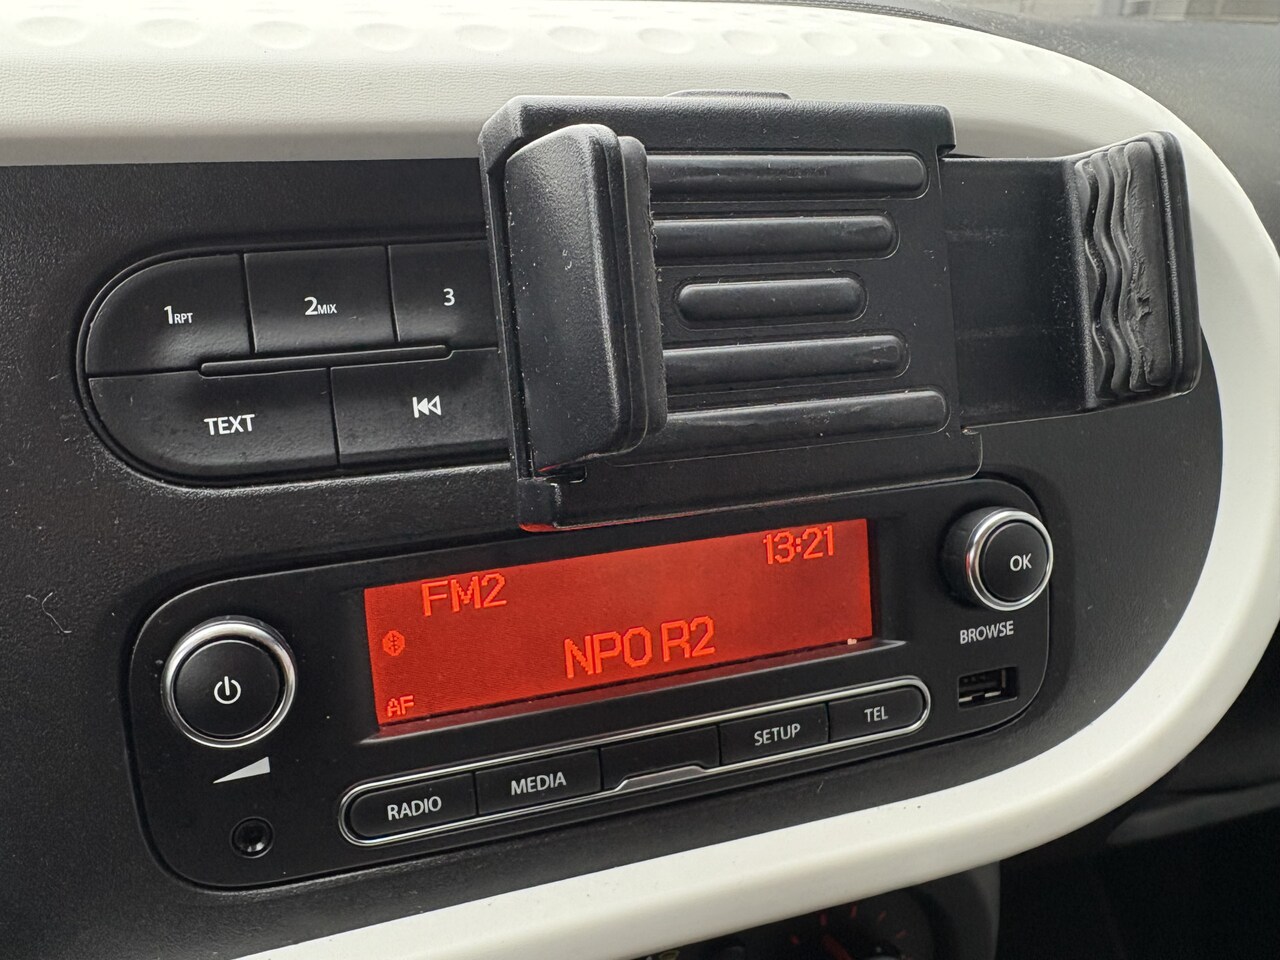 1RPT 2MIX 3
TEXT
13:21
FM2
NPO R2
AF
OK
BROWSE
RADIO MEDIA SETUP TEL